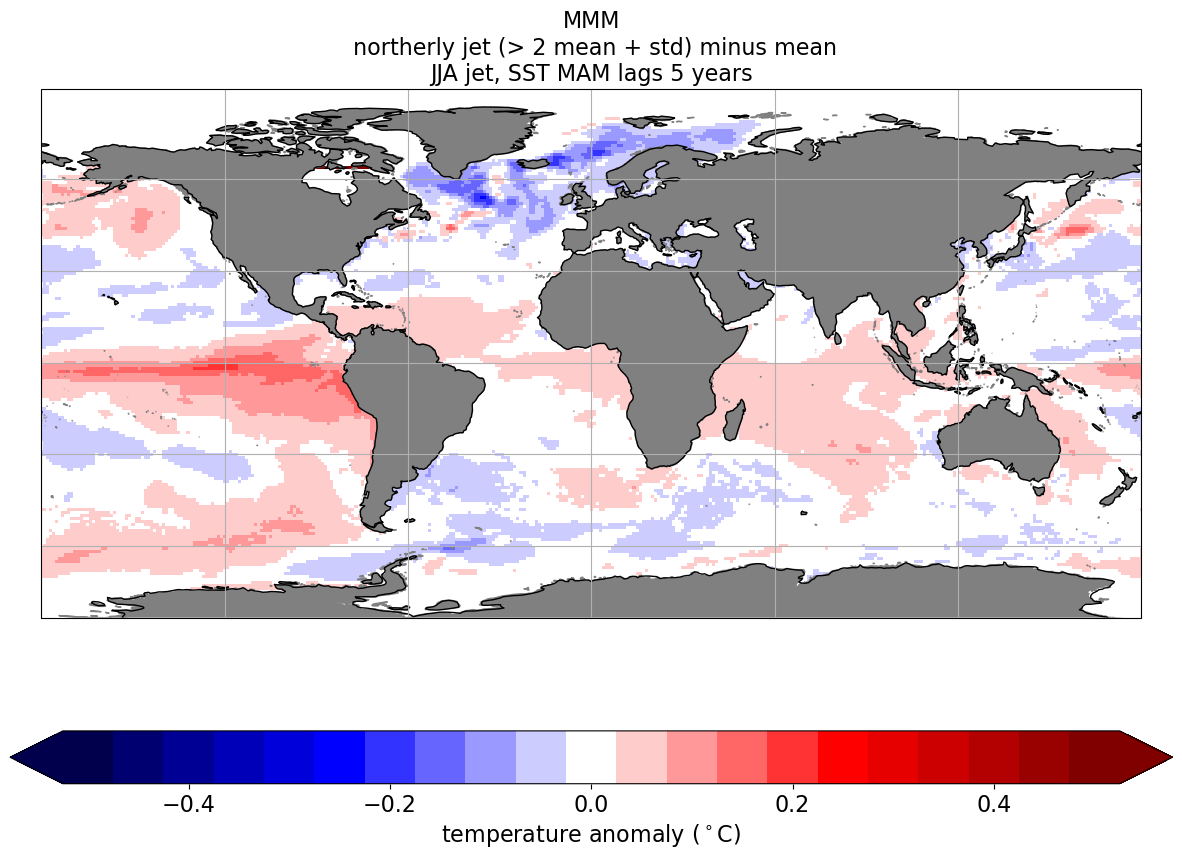 MMM
northerly jet (> 2 mean + std) minus mean
JJA jet, SST MAM lags 5 years
−0.4 −0.2 0.0 0.2 0.4
temperature anomaly (°C)